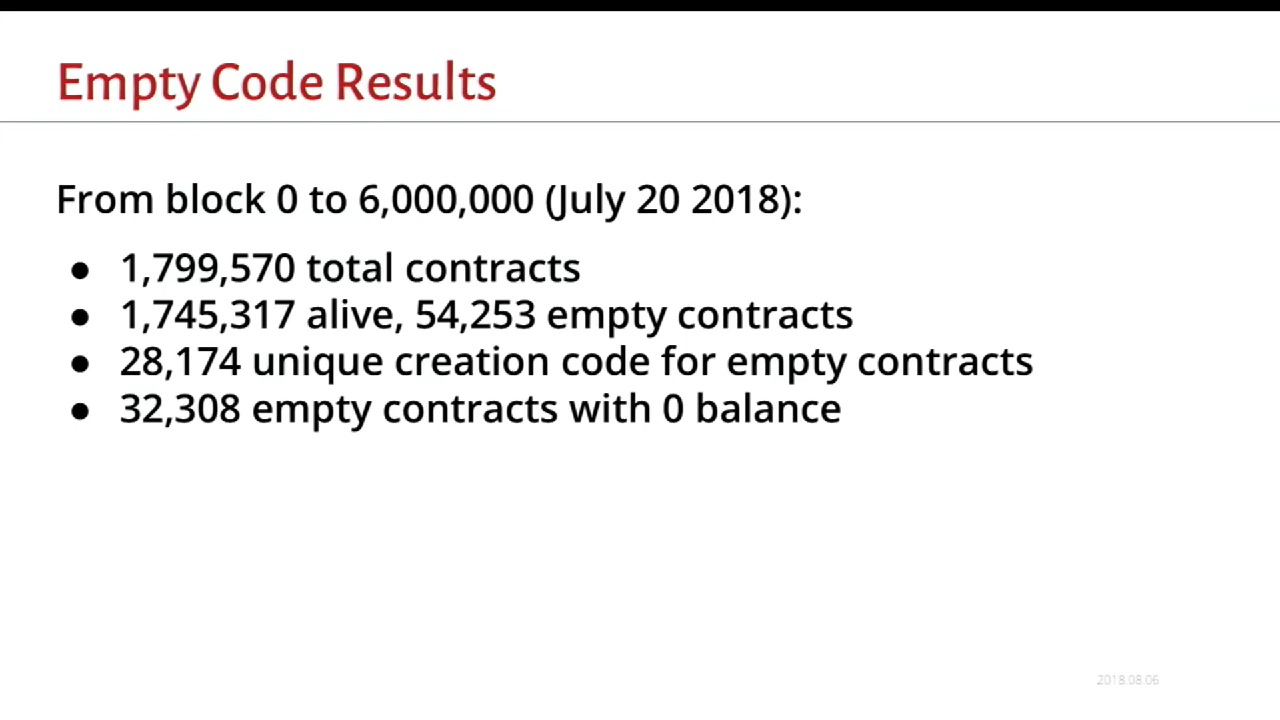 Empty Code Results
From block 0 to 6,000,000 (July 20 2018):
● 1,799,570 total contracts
● 1,745,317 alive, 54,253 empty contracts
● 28,174 unique creation code for empty contracts
● 32,308 empty contracts with 0 balance
2018.08.06